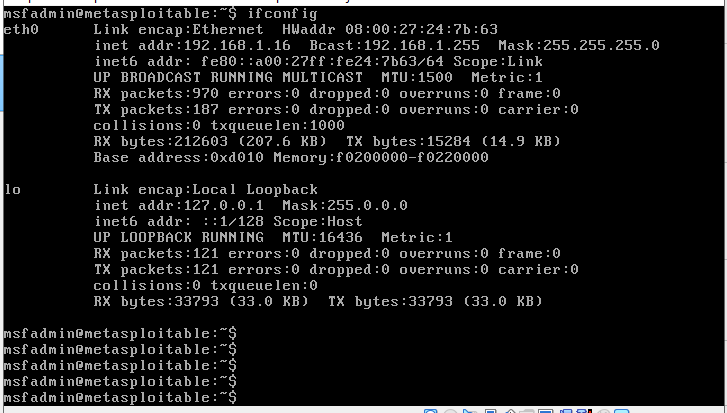 msfadmin@metasploitable:~$ ifconfig
eth0      Link encap:Ethernet  HWaddr 08:00:27:24:7b:63
          inet addr:192.168.1.16  Bcast:192.168.1.255  Mask:255.255.255.0
          inet6 addr: fe80::a00:27ff:fe24:7b63/64 Scope:Link
          UP BROADCAST RUNNING MULTICAST  MTU:1500  Metric:1
          RX packets:970 errors:0 dropped:0 overruns:0 frame:0
          TX packets:187 errors:0 dropped:0 overruns:0 carrier:0
          collisions:0 txqueuelen:1000
          RX bytes:212603 (207.6 KB)  TX bytes:15284 (14.9 KB)
          Base address:0xd010 Memory:f0200000-f0220000
lo        Link encap:Local Loopback
          inet addr:127.0.0.1  Mask:255.0.0.0
          inet6 addr: ::1/128 Scope:Host
          UP LOOPBACK RUNNING  MTU:16436  Metric:1
          RX packets:121 errors:0 dropped:0 overruns:0 frame:0
          TX packets:121 errors:0 dropped:0 overruns:0 carrier:0
          collisions:0 txqueuelen:0
          RX bytes:33793 (33.0 KB)  TX bytes:33793 (33.0 KB)
msfadmin@metasploitable:~$
msfadmin@metasploitable:~$
msfadmin@metasploitable:~$
msfadmin@metasploitable:~$
msfadmin@metasploitable:~$